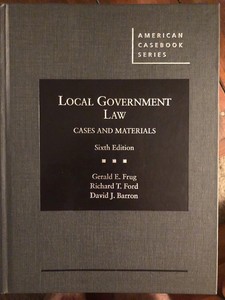 AMERICAN
CASEBOOK
SERIES
LOCAL GOVERNMENT
LAW
CASES AND MATERIALS
Sixth Edition
Gerald E. Frug
Richard T. Ford
David J. Barron